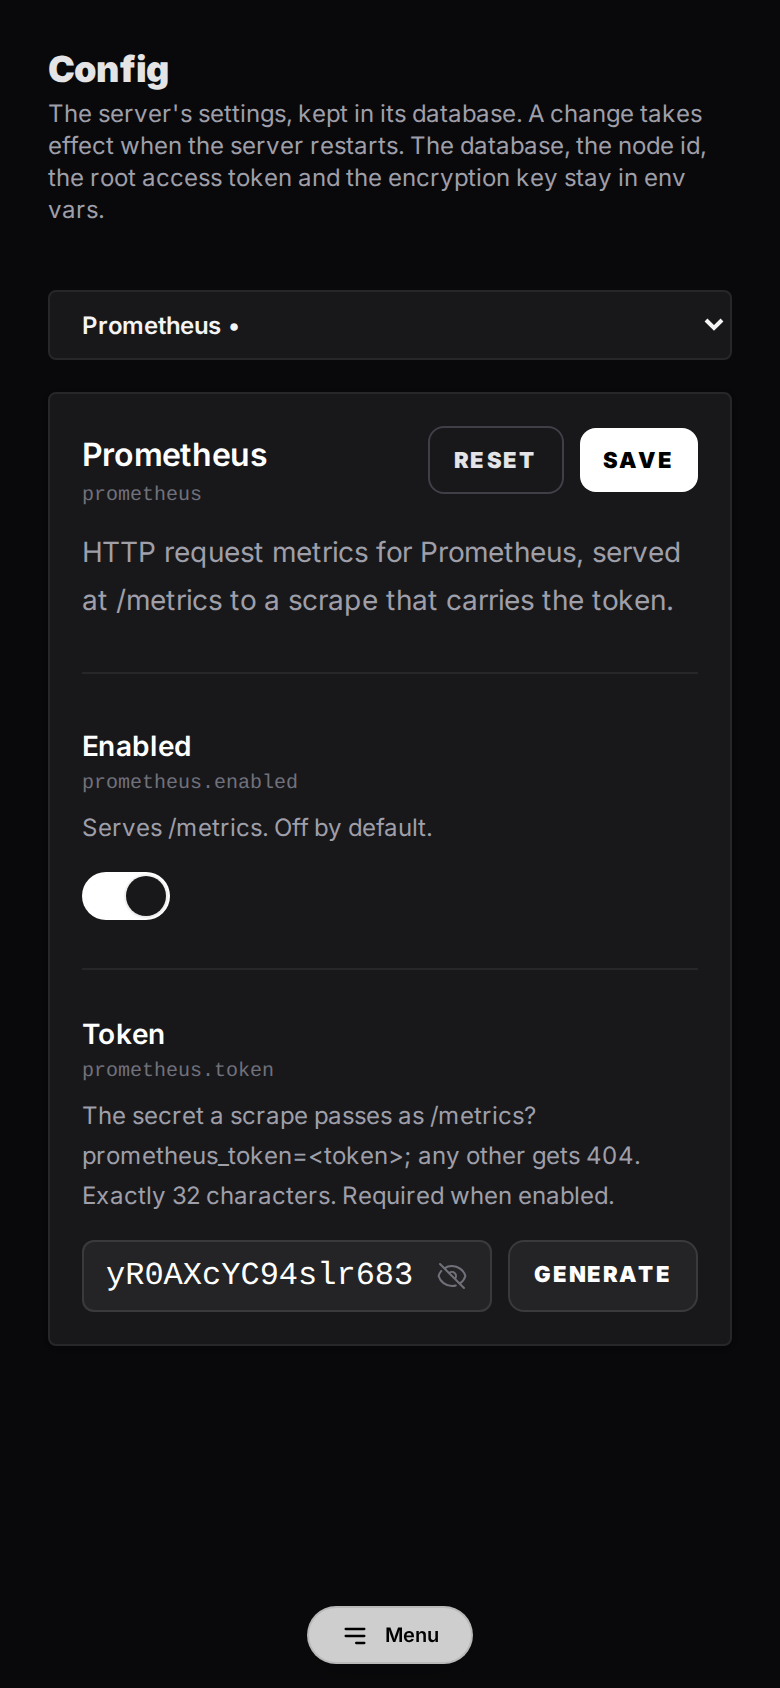 Config
The server's settings, kept in its database. A change takes
effect when the server restarts. The database, the node id,
the root access token and the encryption key stay in env
vars.
Prometheus •
Prometheus
prometheus
RESET
SAVE
HTTP request metrics for Prometheus, served
at /metrics to a scrape that carries the token.
Enabled
prometheus.enabled
Serves /metrics. Off by default.
Token
prometheus.token
The secret a scrape passes as /metrics?
prometheus_token=<token>; any other gets 404.
Exactly 32 characters. Required when enabled.
yR0AXcYC94slr683
GENERATE
Menu